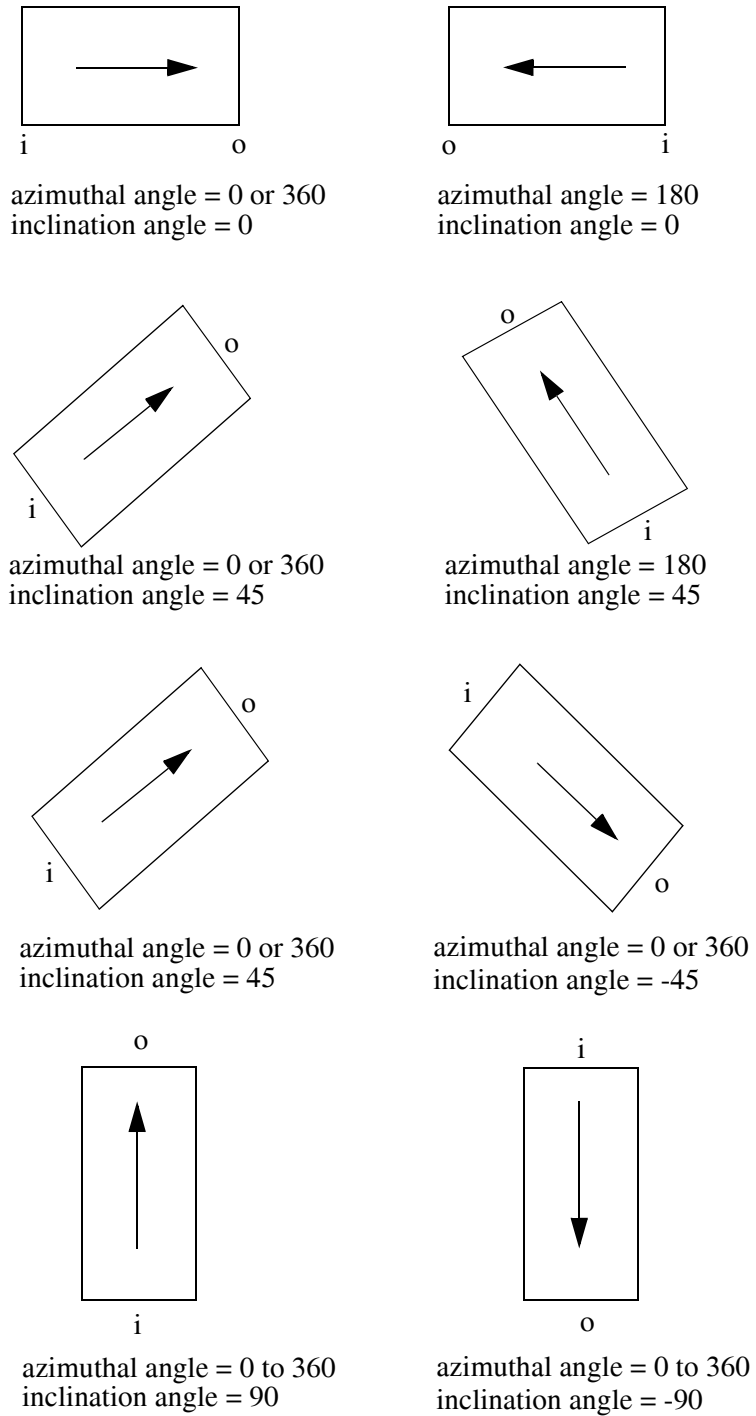 i o
o i
azimuthal angle = 0 or 360
inclination angle = 0
azimuthal angle = 180
inclination angle = 0
o
i
o
i
azimuthal angle = 0 or 360
inclination angle = 45
azimuthal angle = 180
inclination angle = 45
o
i
i
o
azimuthal angle = 0 or 360
inclination angle = 45
azimuthal angle = 0 or 360
inclination angle = -45
o
i
i
o
azimuthal angle = 0 to 360
inclination angle = 90
azimuthal angle = 0 to 360
inclination angle = -90